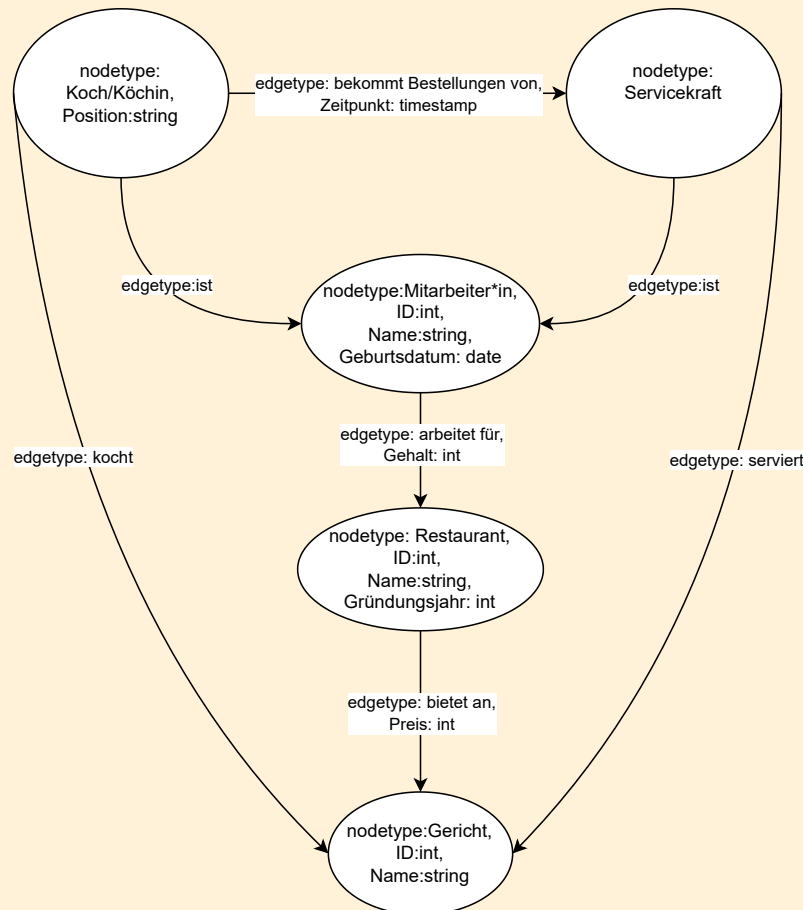 nodetype:
Koch/Köchin,
Position:string
edgetype: bekommt Bestellungen von,
Zeitpunkt: timestamp
nodetype:
Servicekraft
edgetype:ist
edgetype:ist
nodetype:Mitarbeiter*in,
ID:int,
Name:string,
Geburtsdatum: date
edgetype: arbeitet für,
Gehalt: int
edgetype: kocht
edgetype: serviert
nodetype: Restaurant,
ID:int,
Name:string,
Gründungsjahr: int
edgetype: bietet an,
Preis: int
nodetype:Gericht,
ID:int,
Name:string